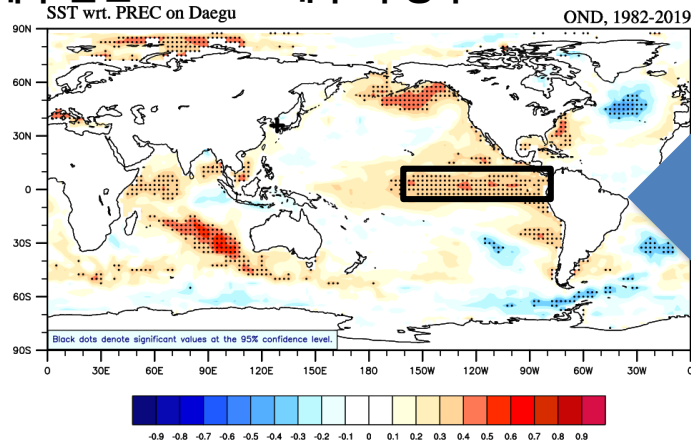 SST wrt. PREC on Daegu
OND, 1982-2019
90N
60N
30N
0
30S
60S
90S
Black dots denote significant values at the 95% confidence level.
0 30E 60E 90E 120E 150E 180 150W 120W 90W 60W 30W 0
-0.9 -0.8 -0.7 -0.6 -0.5 -0.4 -0.3 -0.2 -0.1 0 0.1 0.2 0.3 0.4 0.5 0.6 0.7 0.8 0.9